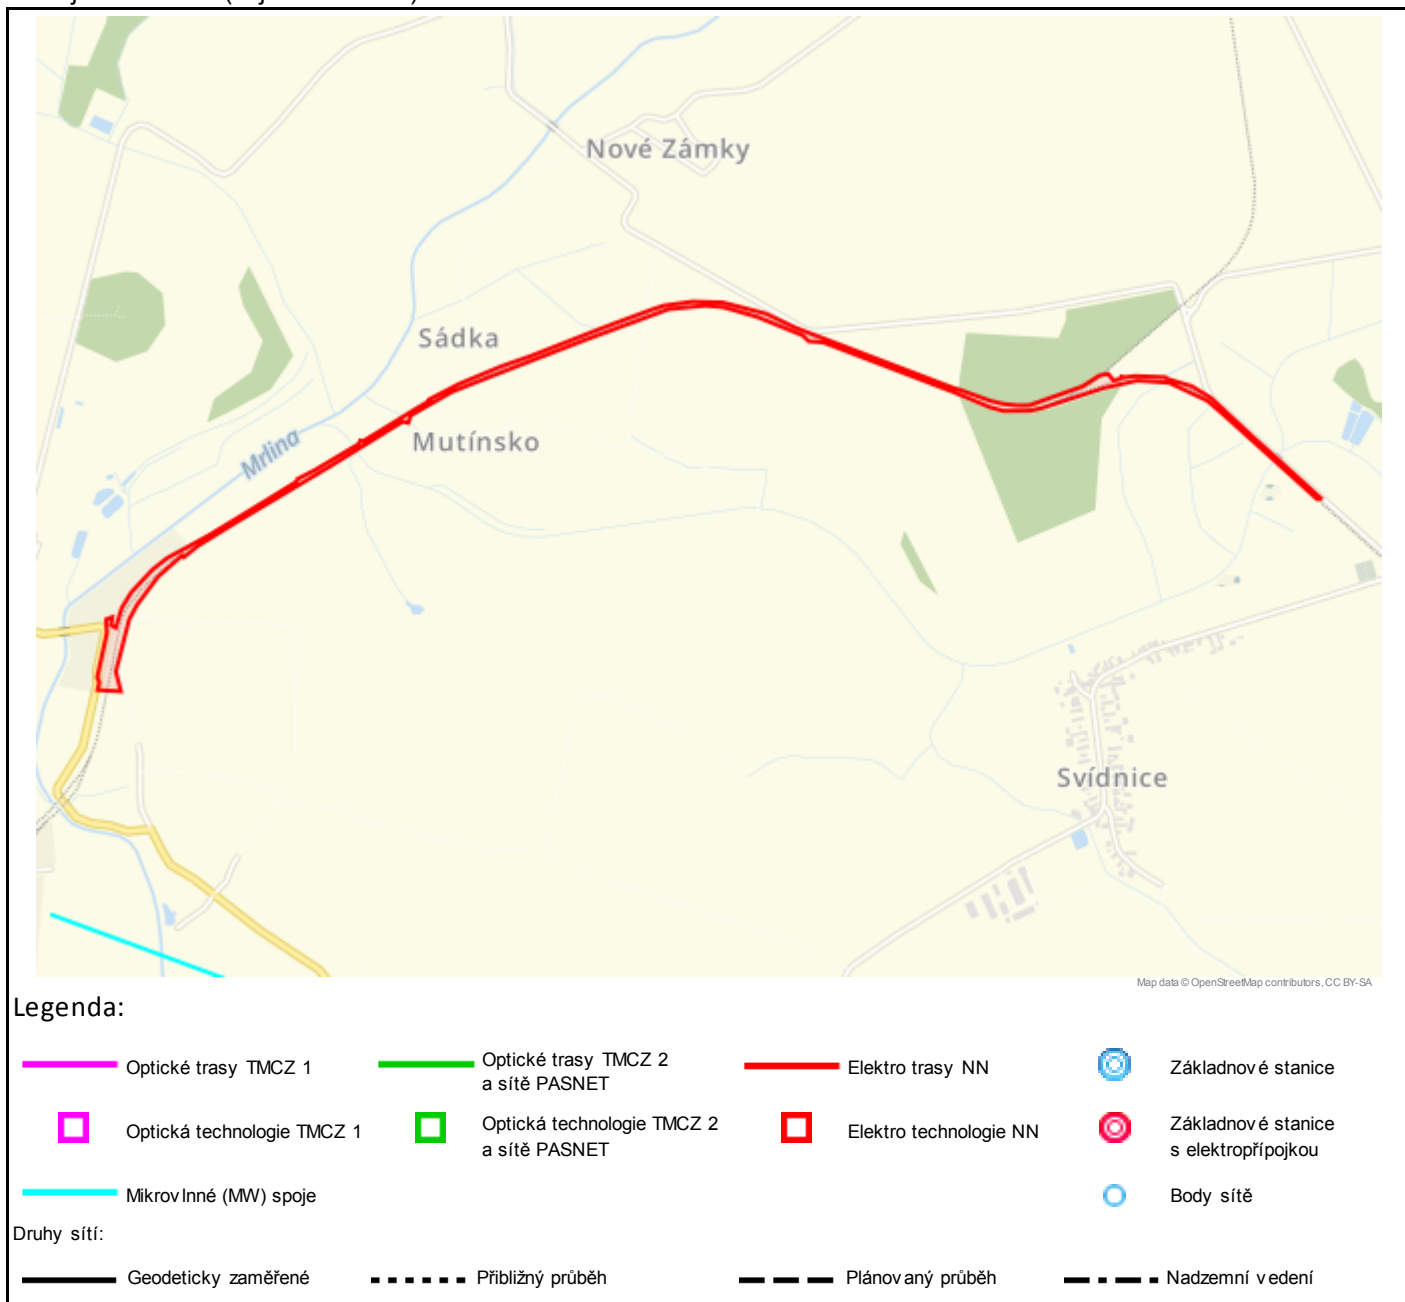 Nové Zámky
Sádka
Mutínsko
Mrlina
Svídnice
Map data © OpenStreetMap contributors, CC BY-SA
Legenda:
Optické trasy TMCZ 1
Optické trasy TMCZ 2
a sítě PASNET
Elektro trasy NN
Základnové stanice
Optická technologie TMCZ 1
Optická technologie TMCZ 2
a sítě PASNET
Elektro technologie NN
Základnové stanice
s elektropřípojkou
Mikrovlnné (MW) spoje
Body sítě
Druhy sítí:
Geodeticky zaměřené
Přibližný průběh
Plánovaný průběh
Nadzemní vedení